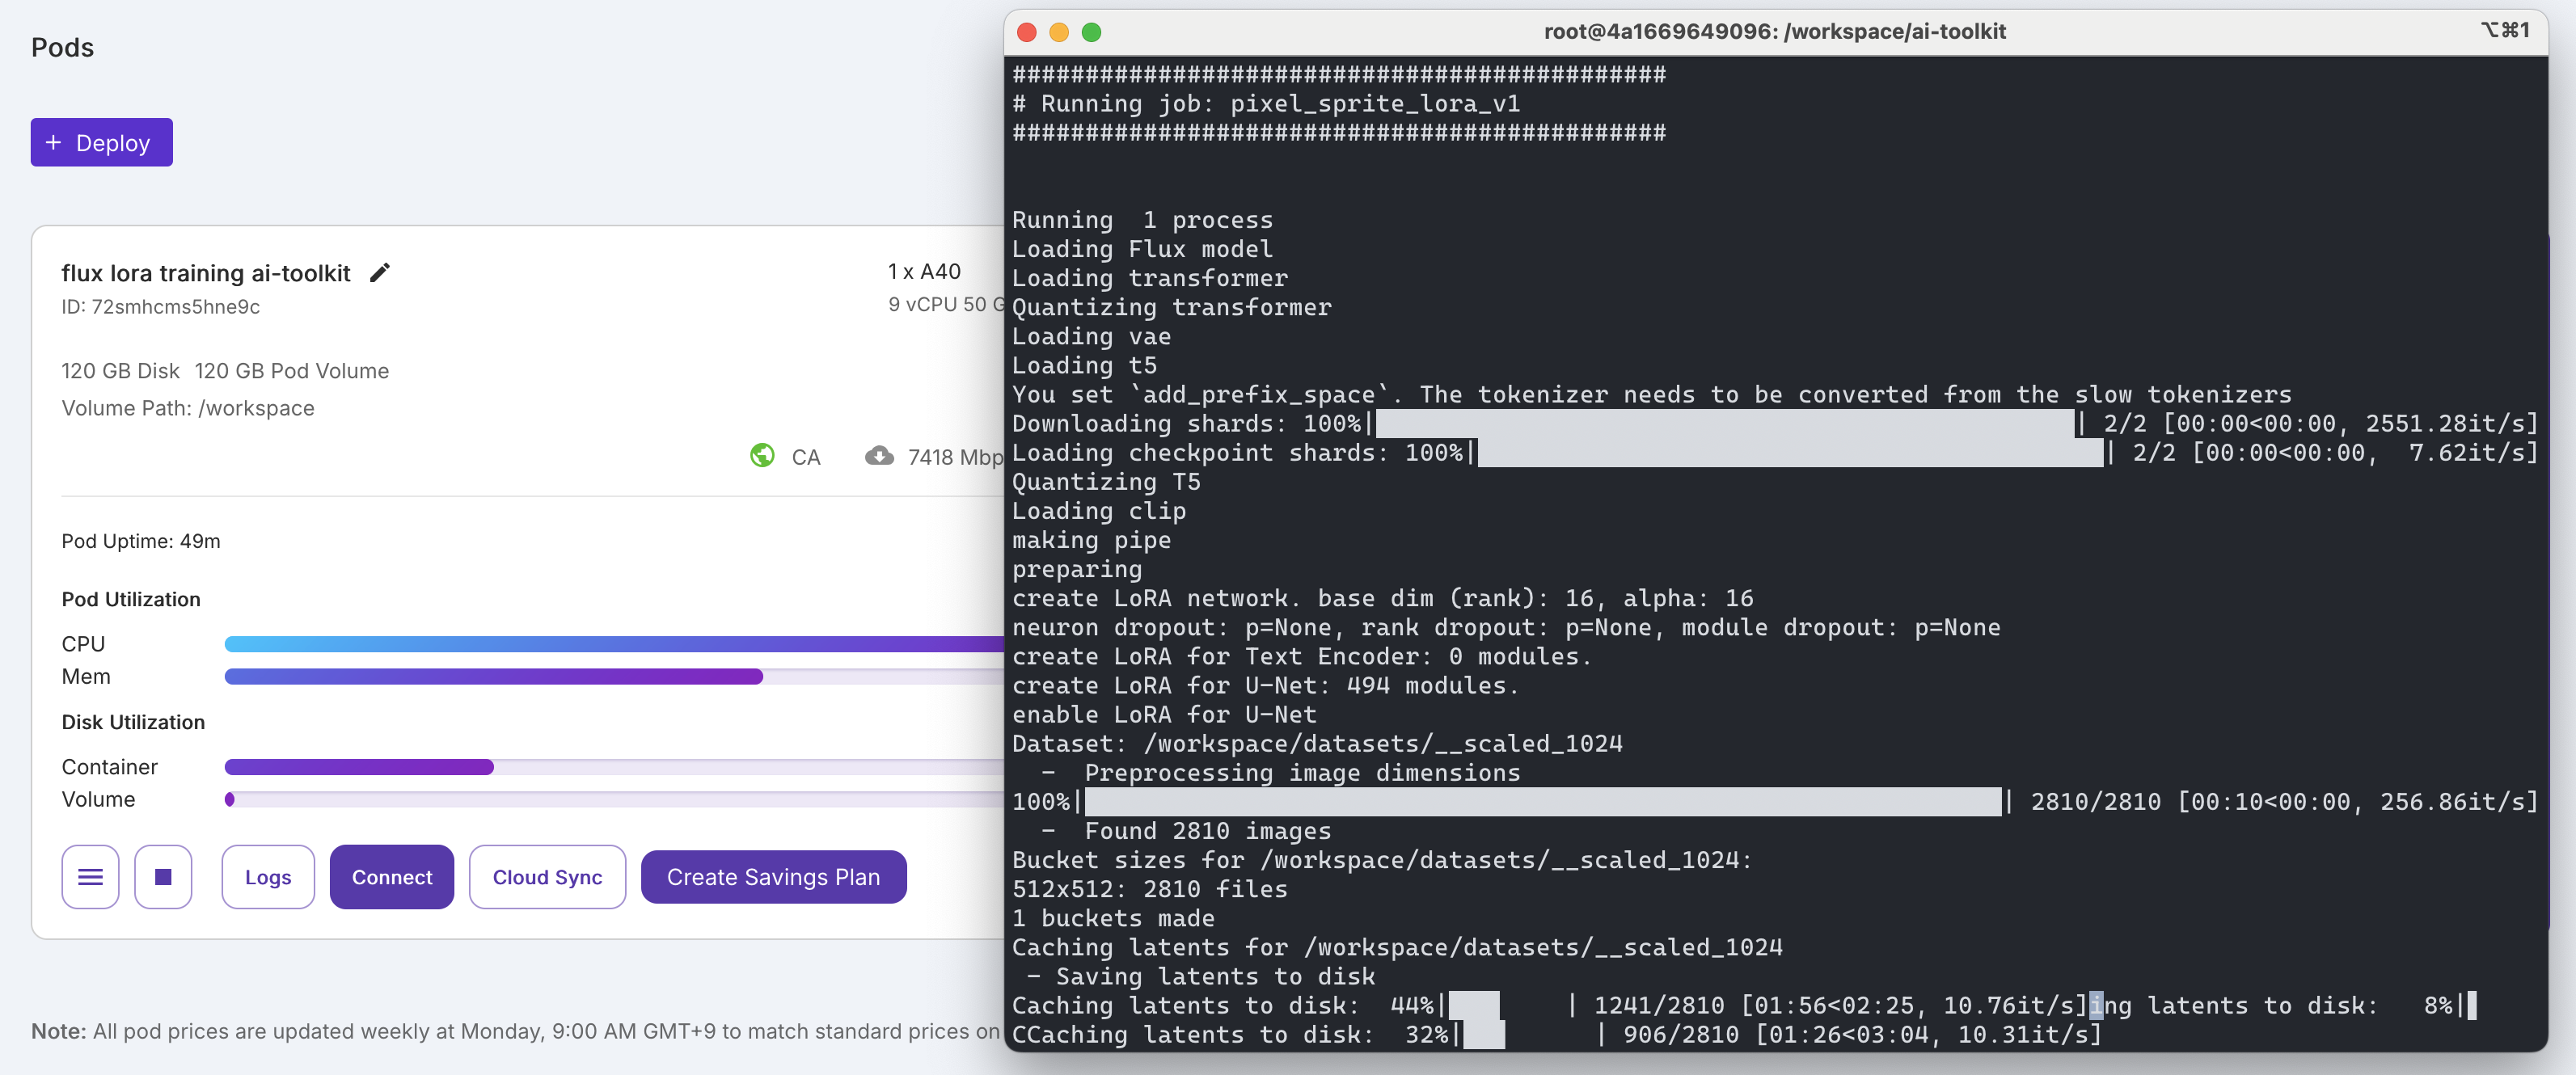 Pods
+ Deploy
flux lora training ai-toolkit
ID: 72smhcms5hne9c
1 x A40
9 vCPU 50 G
120 GB Disk 120 GB Pod Volume
Volume Path: /workspace
CA 7418 Mbp
Pod Uptime: 49m
Pod Utilization
CPU
Mem
Disk Utilization
Container
Volume
Logs
Connect
Cloud Sync
Create Savings Plan
Note: All pod prices are updated weekly at Monday, 9:00 AM GMT+9 to match standard prices on
root@4a1669649096: /workspace/ai-toolkit
⌥⌘1
#############################################
# Running job: pixel_sprite_lora_v1
#############################################
Running  1 process
Loading Flux model
Loading transformer
Quantizing transformer
Loading vae
Loading t5
You set `add_prefix_space`. The tokenizer needs to be converted from the slow tokenizers
Downloading shards: 100%| | 2/2 [00:00<00:00, 2551.28it/s]
Loading checkpoint shards: 100%| | 2/2 [00:00<00:00,  7.62it/s]
Quantizing T5
Loading clip
making pipe
preparing
create LoRA network. base dim (rank): 16, alpha: 16
neuron dropout: p=None, rank dropout: p=None, module dropout: p=None
create LoRA for Text Encoder: 0 modules.
create LoRA for U-Net: 494 modules.
enable LoRA for U-Net
Dataset: /workspace/datasets/__scaled_1024
  -  Preprocessing image dimensions
100%| | 2810/2810 [00:10<00:00, 256.86it/s]
  -  Found 2810 images
Bucket sizes for /workspace/datasets/__scaled_1024:
512x512: 2810 files
1 buckets made
Caching latents for /workspace/datasets/__scaled_1024
 - Saving latents to disk
Caching latents to disk:  44%| | 1241/2810 [01:56<02:25, 10.76it/s]ing latents to disk:   8%|
CCaching latents to disk:  32%| | 906/2810 [01:26<03:04, 10.31it/s]